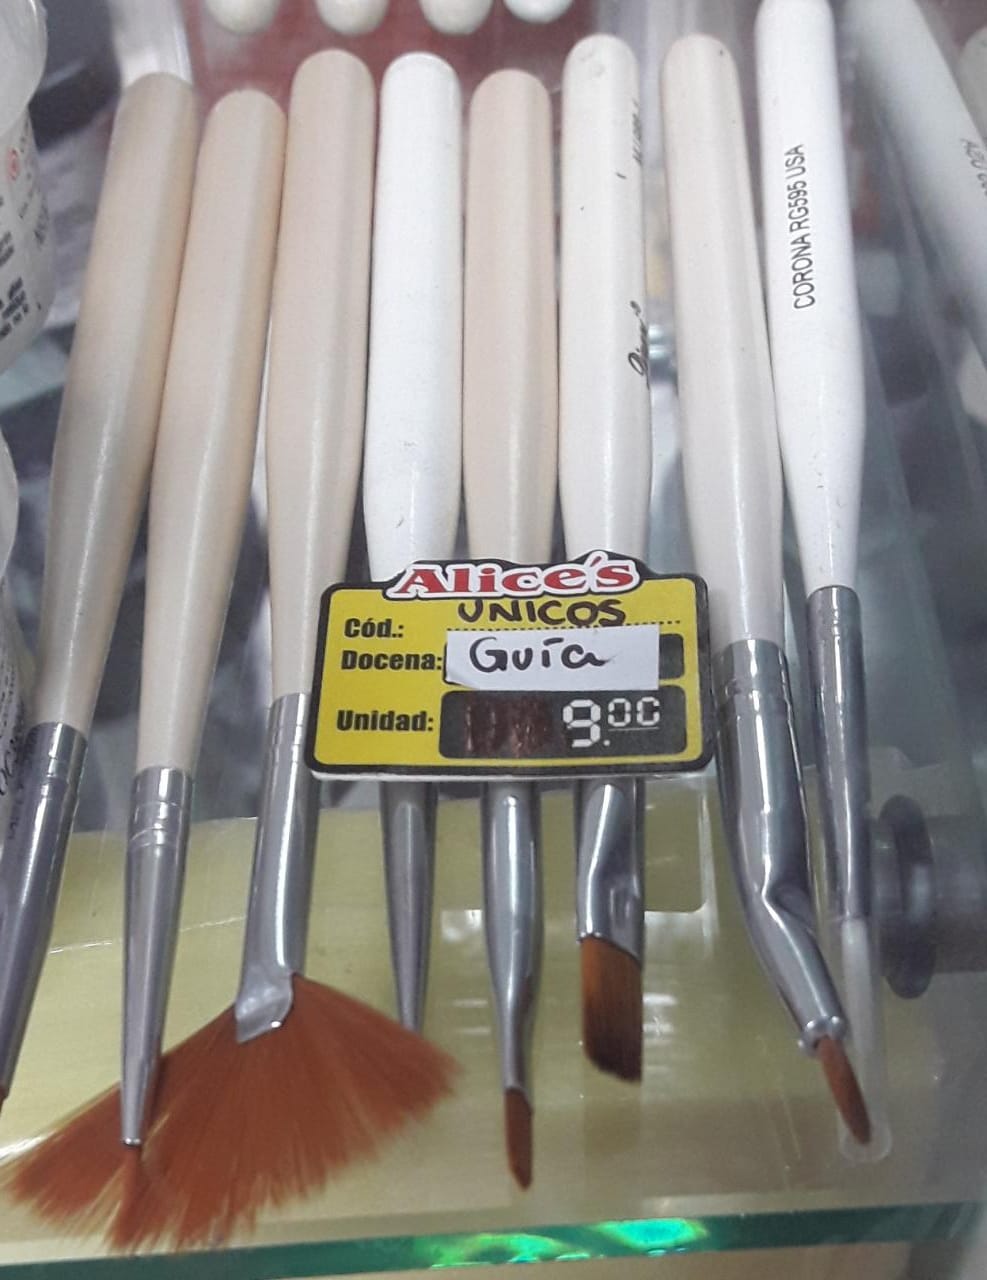 CORONA RG595 USA
Alice's
Cód.: UNICOS
Docena: Guía
Unidad: 9.00